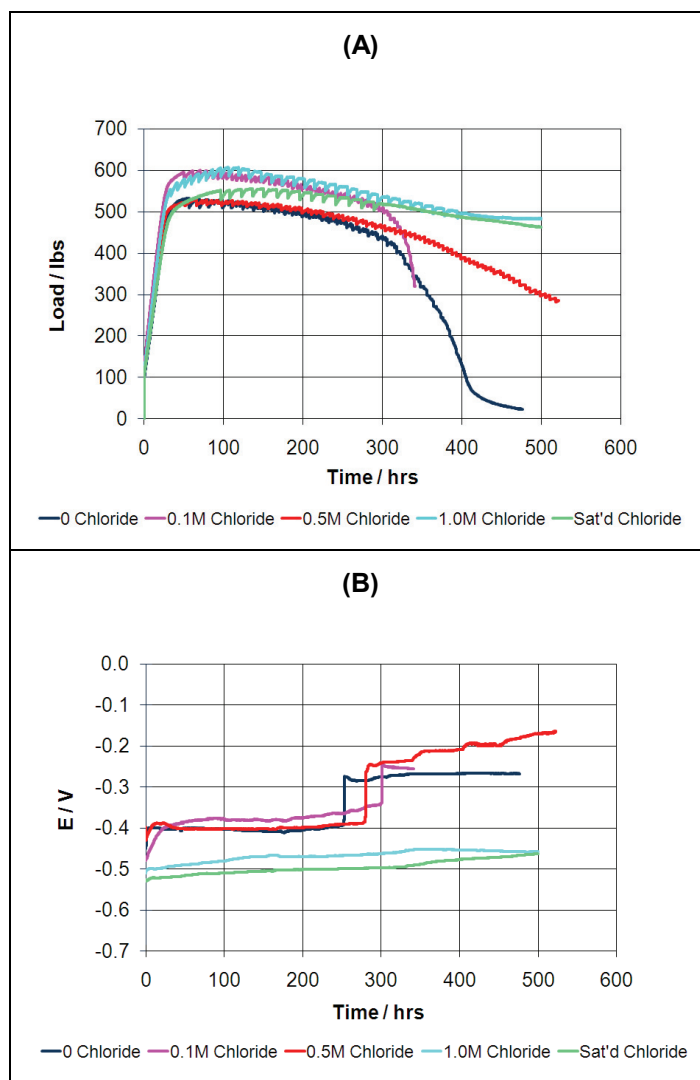 (A)
700
600
500
400
300
200
100
0
Load / lbs
0 100 200 300 400 500 600
Time / hrs
0 Chloride 0.1M Chloride 0.5M Chloride 1.0M Chloride Sat'd Chloride
(B)
0.0
-0.1
-0.2
-0.3
-0.4
-0.5
-0.6
-0.7
E / V
0 100 200 300 400 500 600
Time / hrs
0 Chloride 0.1M Chloride 0.5M Chloride 1.0M Chloride Sat'd Chloride